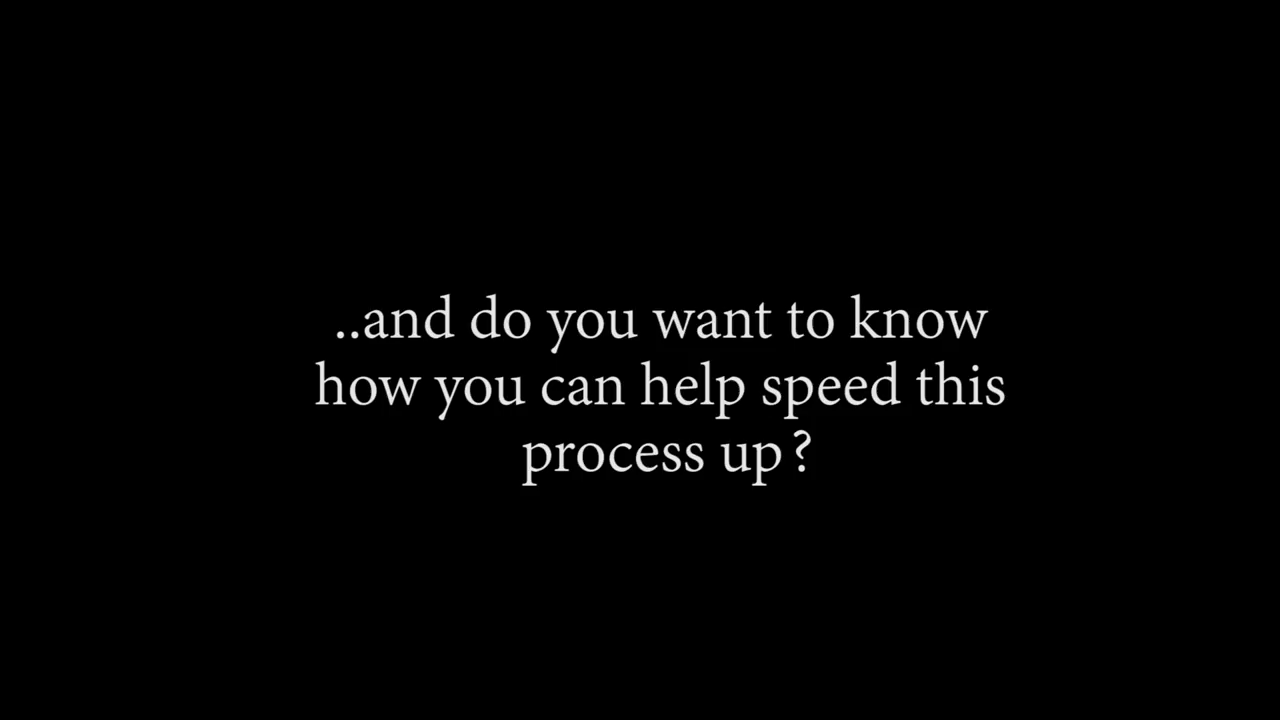 ..and do you want to know
how you can help speed this
process up?